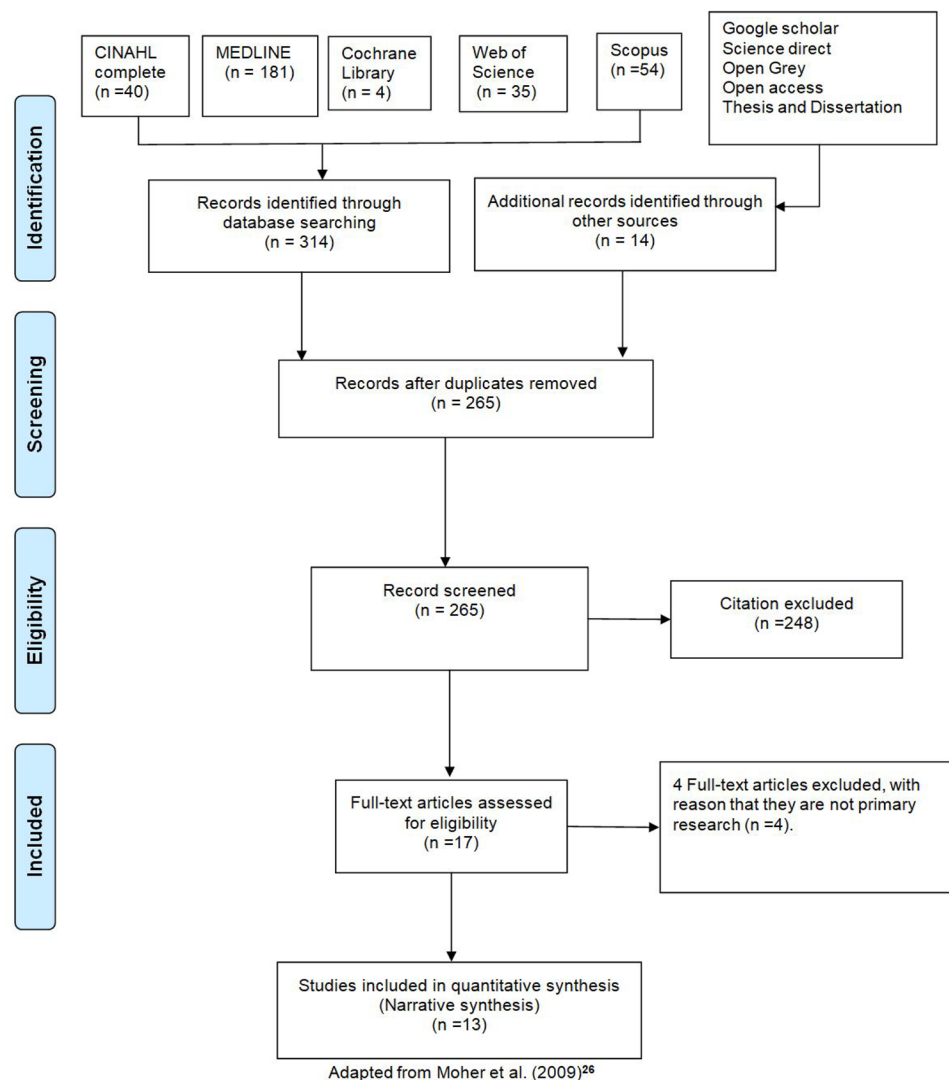 CINAHL
complete
(n =40)
MEDLINE
(n = 181)
Cochrane
Library
(n = 4)
Web of
Science
(n = 35)
Scopus
(n =54)
Google scholar
Science direct
Open Grey
Open access
Thesis and Dissertation
Identification
Records identified through
database searching
(n = 314)
Additional records identified through
other sources
(n = 14)
Screening
Records after duplicates removed
(n = 265)
Eligibility
Record screened
(n = 265)
Citation excluded
(n =248)
Included
Full-text articles assessed
for eligibility
(n =17)
4 Full-text articles excluded, with
reason that they are not primary
research (n =4).
Studies included in quantitative synthesis
(Narrative synthesis)
(n =13)
Adapted from Moher et al. (2009)26